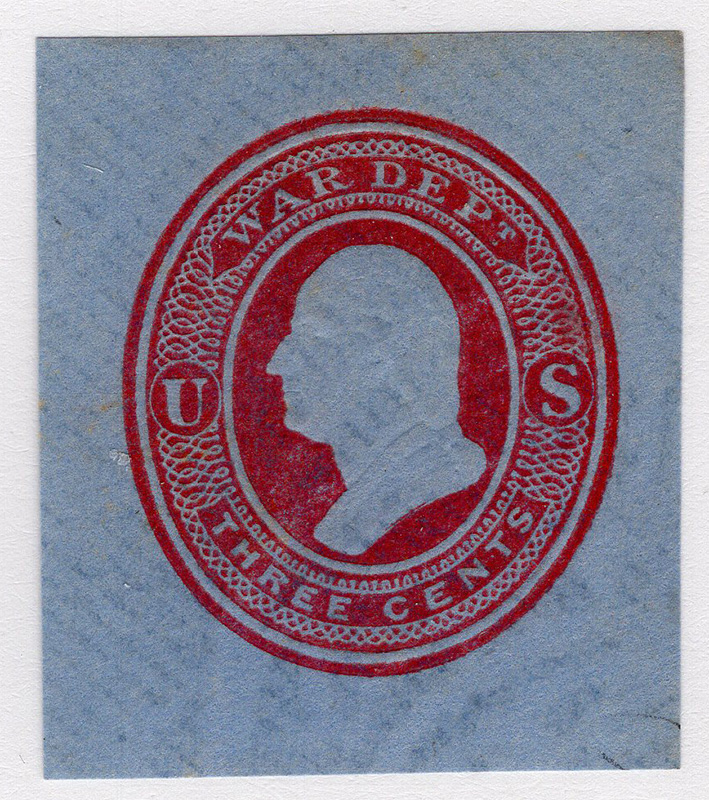 WAR DEPT
U S
THREE CENTS